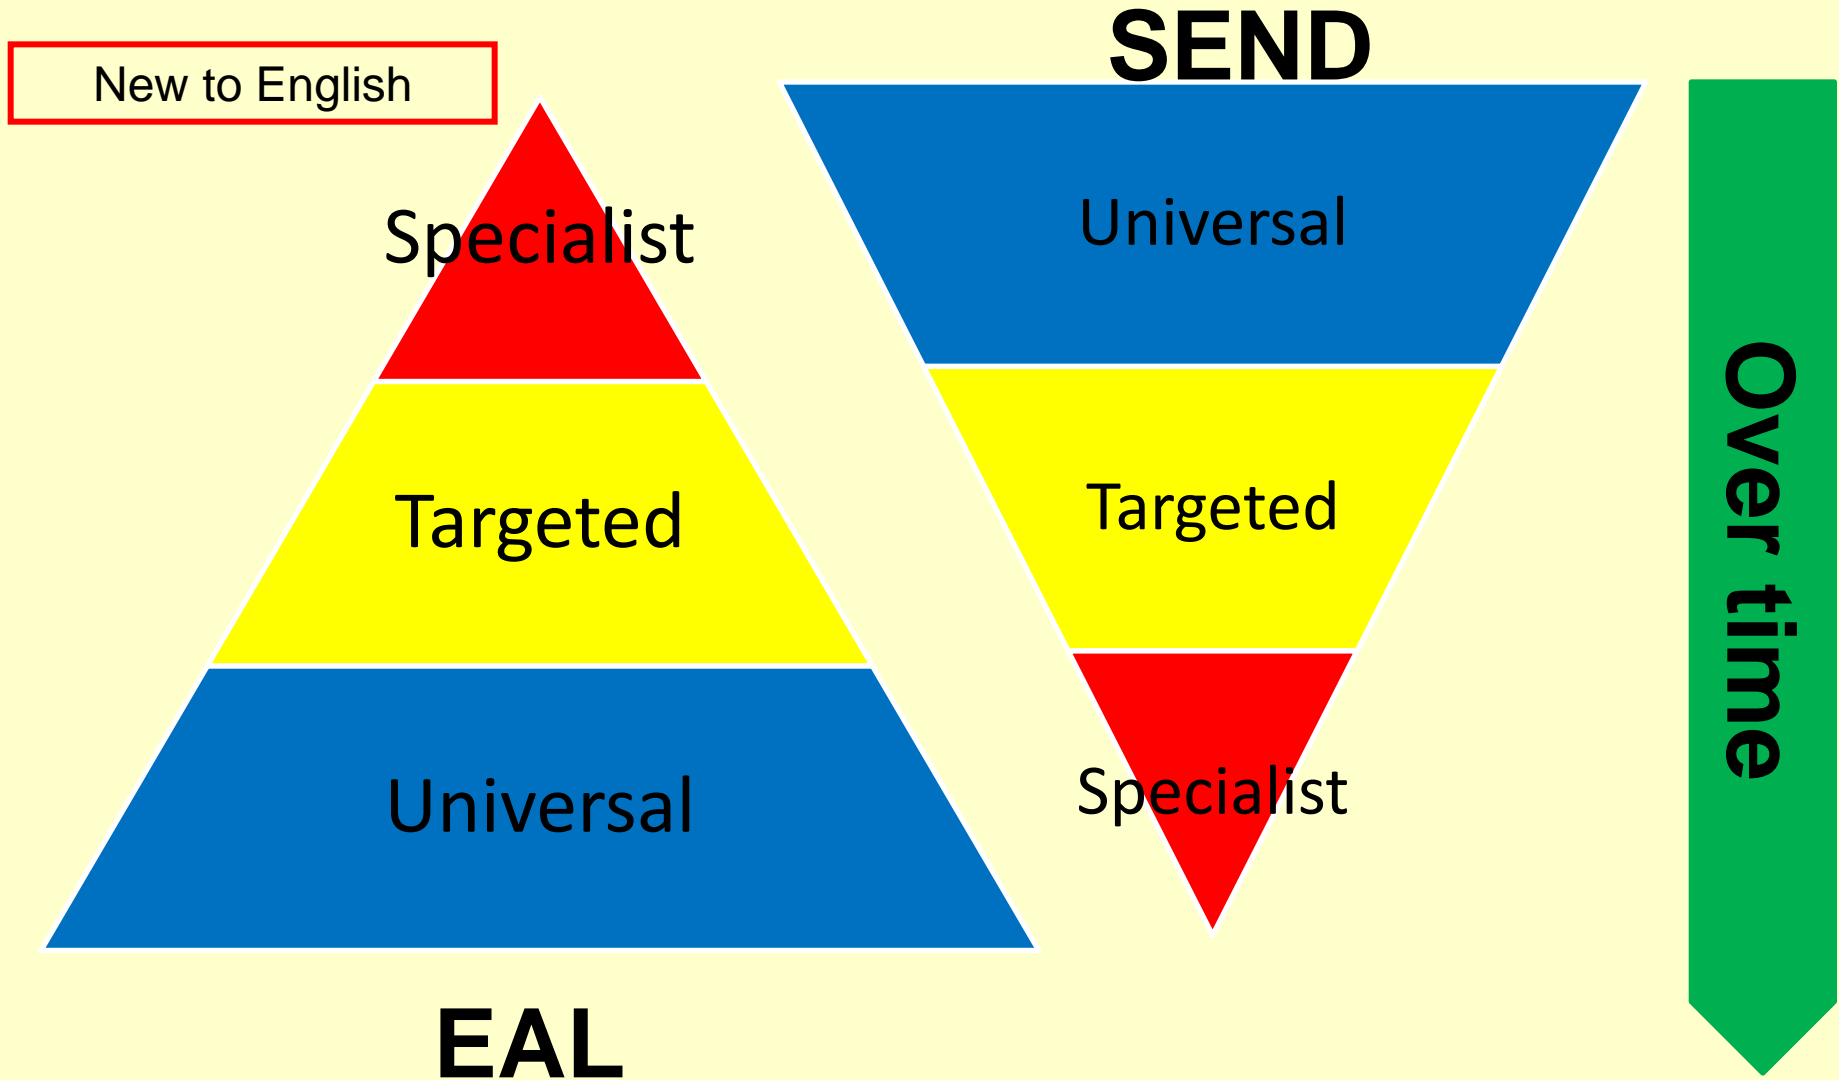 New to English
Specialist
Targeted
Universal
EAL
SEND
Universal
Targeted
Specialist
Over time